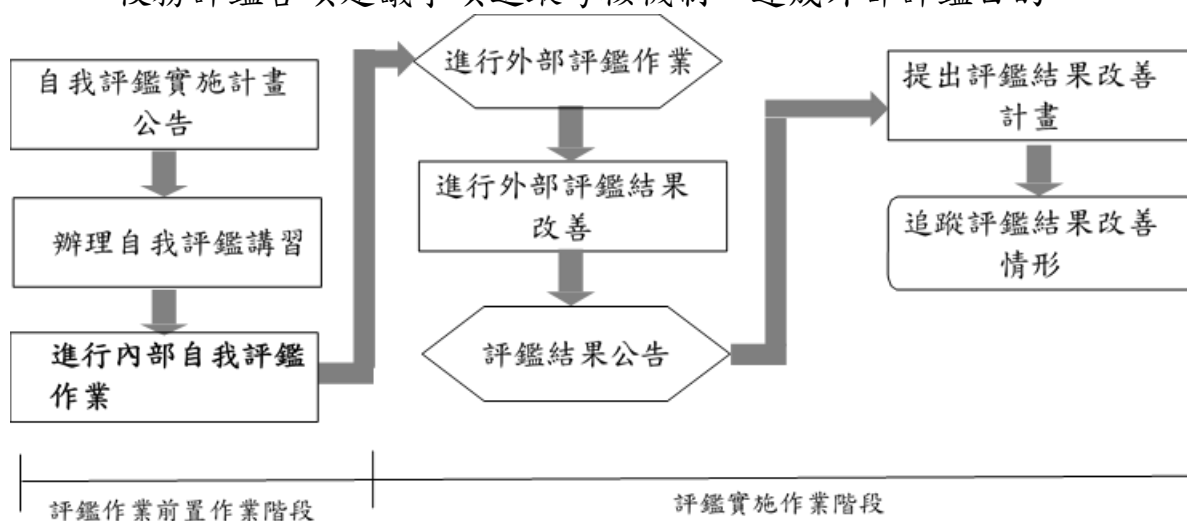 自我評鑑實施計畫
公告
辦理自我評鑑講習
進行內部自我評鑑
作業
進行外部評鑑作業
進行外部評鑑結果
改善
評鑑結果公告
提出評鑑結果改善
計畫
追蹤評鑑結果改善
情形
評鑑作業前置作業階段
評鑑實施作業階段